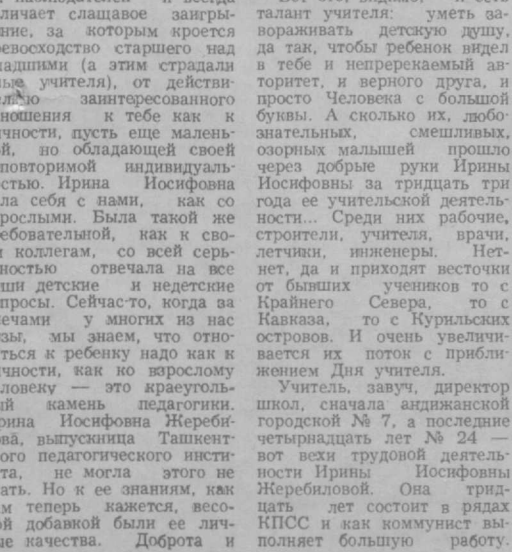 личает слащавое заигры-
ние, за которым кроется
евосходство старшего над
ладшими (а этим страдали
учителя), от действи-
заинтересованного
ношения к тебе как к
чности, пусть еще малень-
й, но обладающей своей
повторимой индивидуаль-
стью. Ирина Иосифовна
ла себя с нами, как со
рослыми. Была такой же
ебовательной, как к сво-
коллегам, со всей серь-
ностью отвечала на все
ши детские и недетские
просы. Сейчас-то, когда за
ечами у многих из нас
зы, мы знаем, что отно-
ться к ребенку надо как к
чности, как ко взрослому
ловеку — это краеуголь-
й камень педагогики.
рина Иосифовна Жереби-
ова, выпускница Ташкент-
ого педагогического инсти-
та, не могла этого не
ать. Но к ее знаниям, как
м теперь кажется, весо-
ой добавкой были ее лич-
ые качества. Доброта и
талант учителя: уметь за-
вораживать детскую душу,
да так, чтобы ребенок видел
в тебе и непререкаемый ав-
торитет, и верного друга, и
просто Человека с большой
буквы. А сколько их, любо-
знательных, смешливых,
озорных малышей прошло
через добрые руки Ирины
Иосифовны за тридцать три
года ее учительской деятель-
ности... Среди них рабочие,
строители, учителя, врачи,
летчики, инженеры. Нет-
нет, да и приходят весточки
от бывших учеников то с
Крайнего Севера, то с
Кавказа, то с Курильских
островов. И очень увеличи-
вается их поток с прибли-
жением Дня учителя.
Учитель, завуч, директор
школ, сначала андижанской
городской № 7, а последние
четырнадцать лет № 24 —
вот вехи трудовой деятель-
ности Ирины Иосифовны
Жеребиловой. Она трид-
цать лет состоит в рядах
КПСС и как коммунист вы-
полняет большую работу.